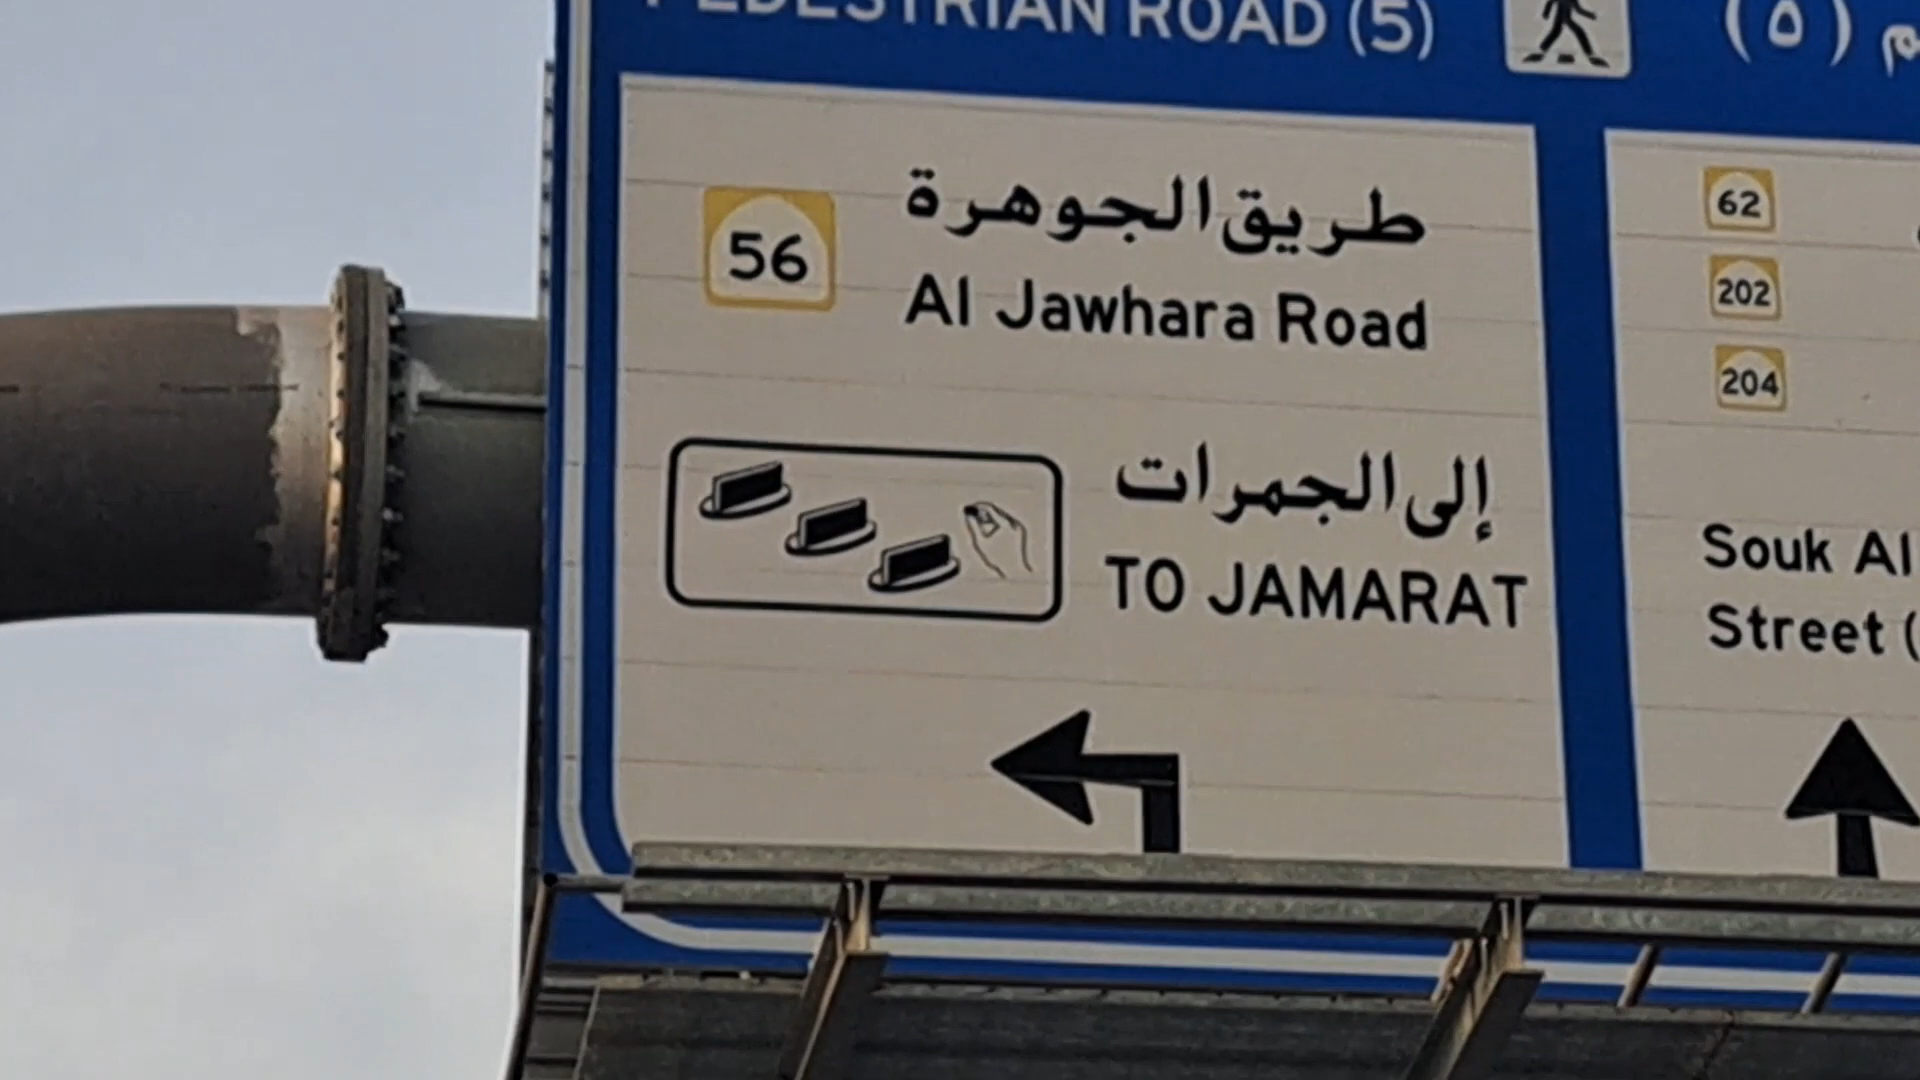 PEDESTRIAN ROAD (5)
(٥)
56
طريق الجوهرة
Al Jawhara Road
إلى الجمرات
TO JAMARAT
62
202
204
Souk Al
Street (